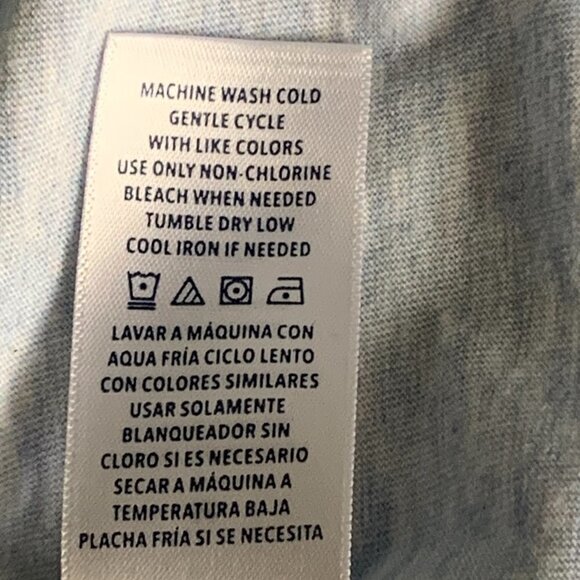 MACHINE WASH COLD
GENTLE CYCLE
WITH LIKE COLORS
USE ONLY NON-CHLORINE
BLEACH WHEN NEEDED
TUMBLE DRY LOW
COOL IRON IF NEEDED
LAVAR A MÁQUINA CON
AQUA FRÍA CICLO LENTO
CON COLORES SIMILARES
USAR SOLAMENTE
BLANQUEADOR SIN
CLORO SI ES NECESARIO
SECAR A MÁQUINA A
TEMPERATURA BAJA
PLACHA FRÍA SI SE NECESITA